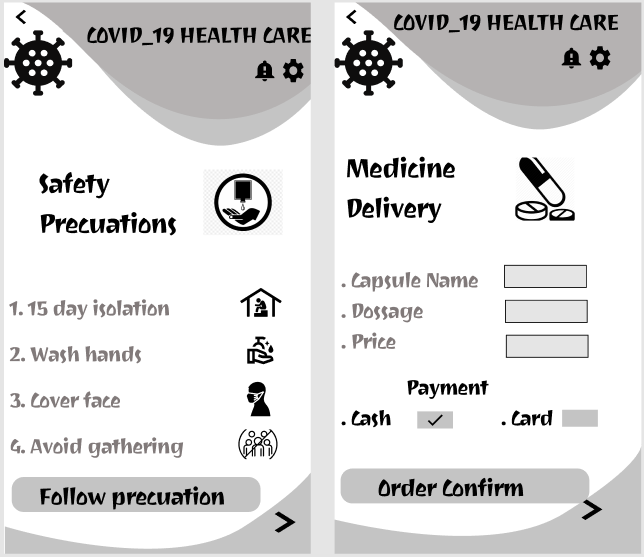 COVID_19 HEALTH CARE
Safety
Precuations
1. 15 day isolation
2. Wash hands
3. Cover face
4. Avoid gathering
Follow precuation
COVID_19 HEALTH CARE
Medicine
Delivery
. Capsule Name
. Dossage
. Price
Payment
. Cash . Card
Order Confirm